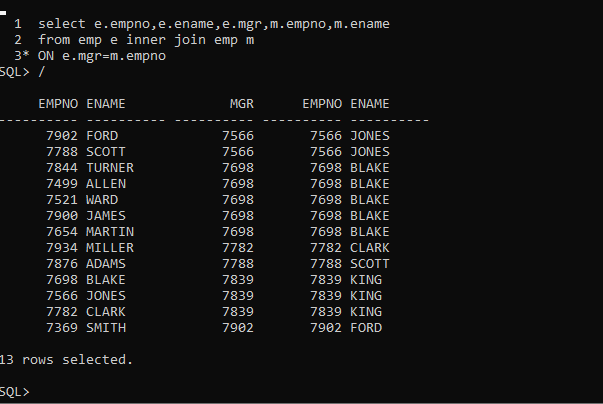 1 select e.empno,e.ename,e.mgr,m.empno,m.ename
2 from emp e inner join emp m
3* ON e.mgr=m.empno
SQL> /
EMPNO ENAME MGR EMPNO ENAME
---------- ---------- ---------- ---------- ----------
7902 FORD 7566 7566 JONES
7788 SCOTT 7566 7566 JONES
7844 TURNER 7698 7698 BLAKE
7499 ALLEN 7698 7698 BLAKE
7521 WARD 7698 7698 BLAKE
7900 JAMES 7698 7698 BLAKE
7654 MARTIN 7698 7698 BLAKE
7934 MILLER 7782 7782 CLARK
7876 ADAMS 7788 7788 SCOTT
7698 BLAKE 7839 7839 KING
7566 JONES 7839 7839 KING
7782 CLARK 7839 7839 KING
7369 SMITH 7902 7902 FORD
13 rows selected.
SQL>